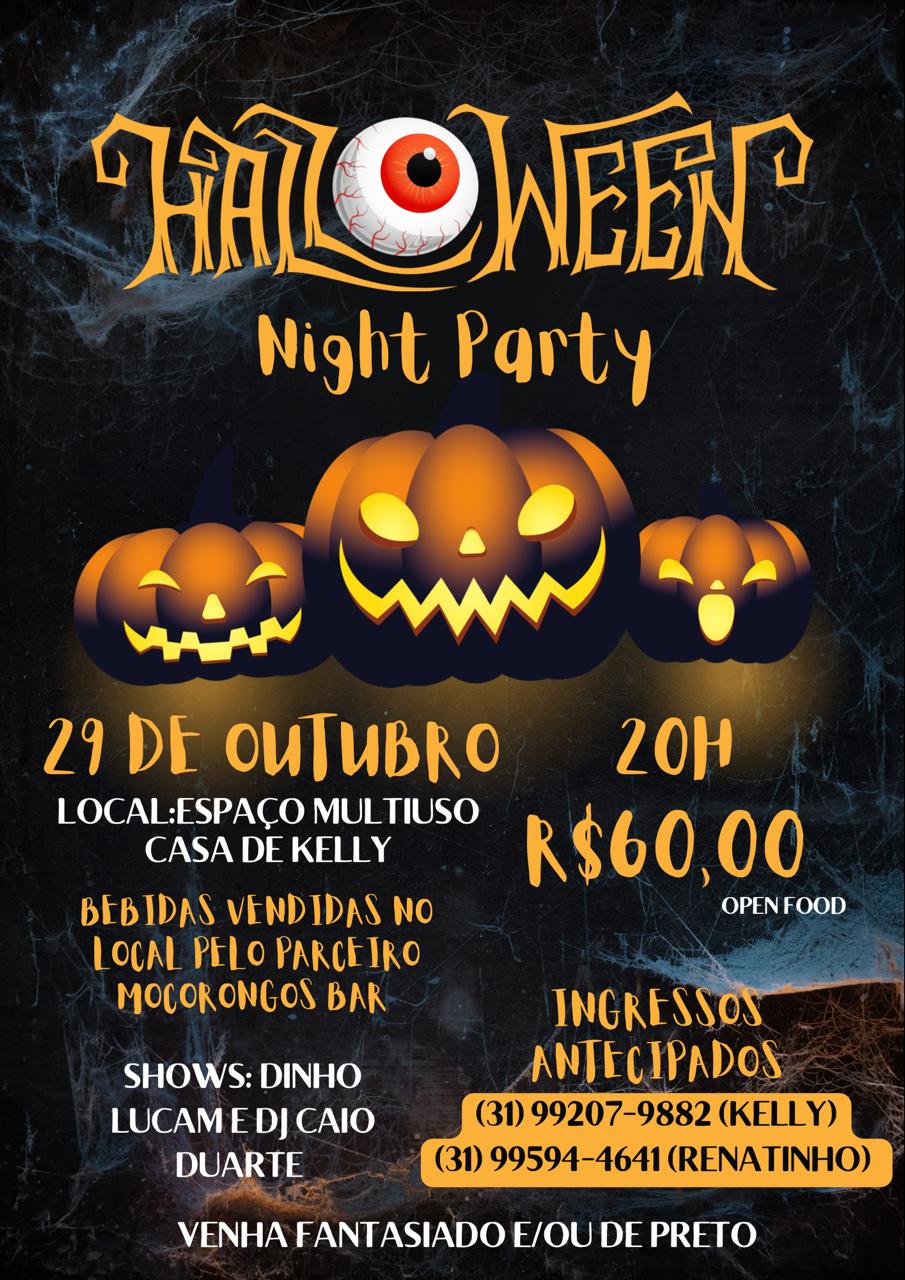 HALLOWEEN
Night Party
29 DE OUTUBRO
20H
LOCAL:ESPAÇO MULTIUSO
CASA DE KELLY
R$60,00
OPEN FOOD
BEBIDAS VENDIDAS NO
LOCAL PELO PARCEIRO
MOCORONGOS BAR
INGRESSOS
ANTECIPADOS
(31) 99207-9882 (KELLY)
(31) 99594-4641 (RENATINHO)
SHOWS: DINHO
LUCAM E DJ CAIO
DUARTE
VENHA FANTASIADO E/OU DE PRETO